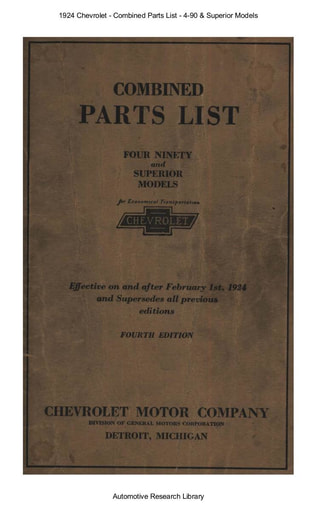 1924 Chevrolet - Combined Parts List - 4-90 & Superior Models
COMBINED
PARTS LIST
FOUR NINETY
and
SUPERIOR
MODELS
for Economical Transportation
CHEVROLET
Effective on and after February 1st, 1924
and Supersedes all previous
editions
FOURTH EDITION
CHEVROLET MOTOR COMPANY
DIVISION OF GENERAL MOTORS CORPORATION
DETROIT, MICHIGAN
Automotive Research Library